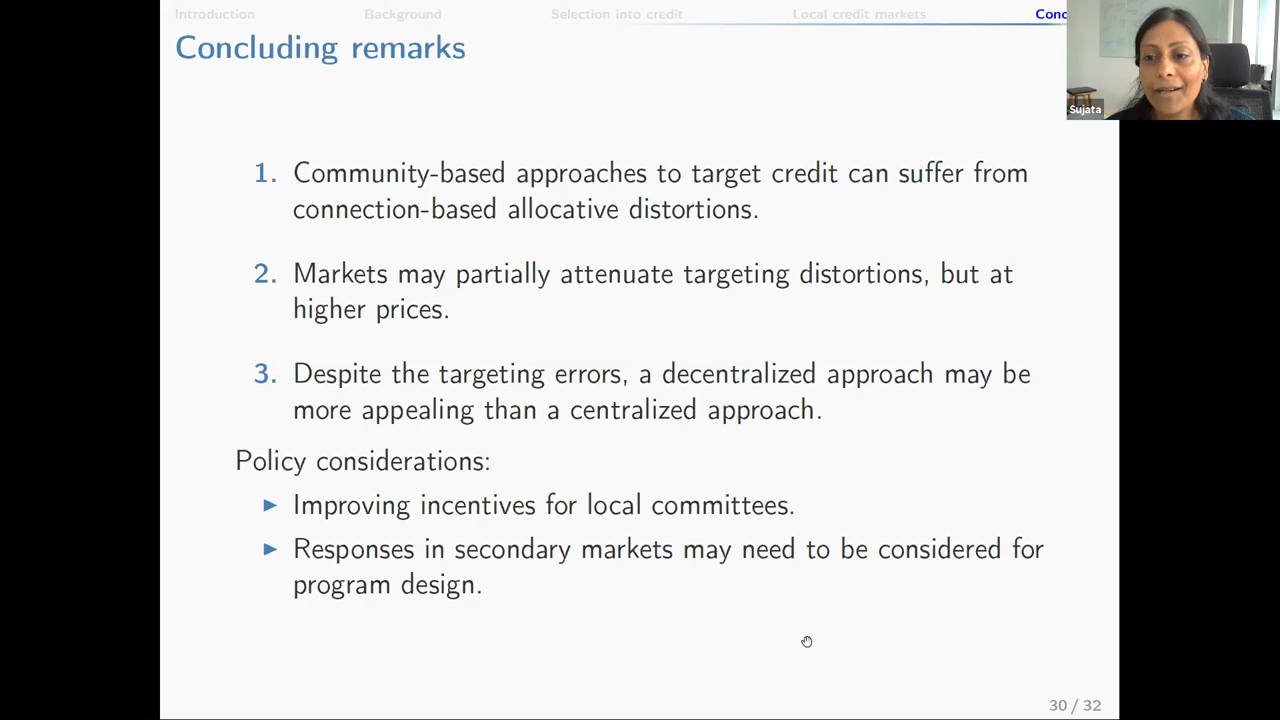 Introduction Background Selection into credit Local credit markets Conc
Concluding remarks
Sujata
1. Community-based approaches to target credit can suffer from
connection-based allocative distortions.
2. Markets may partially attenuate targeting distortions, but at
higher prices.
3. Despite the targeting errors, a decentralized approach may be
more appealing than a centralized approach.
Policy considerations:
▶ Improving incentives for local committees.
▶ Responses in secondary markets may need to be considered for
program design.
30 / 32